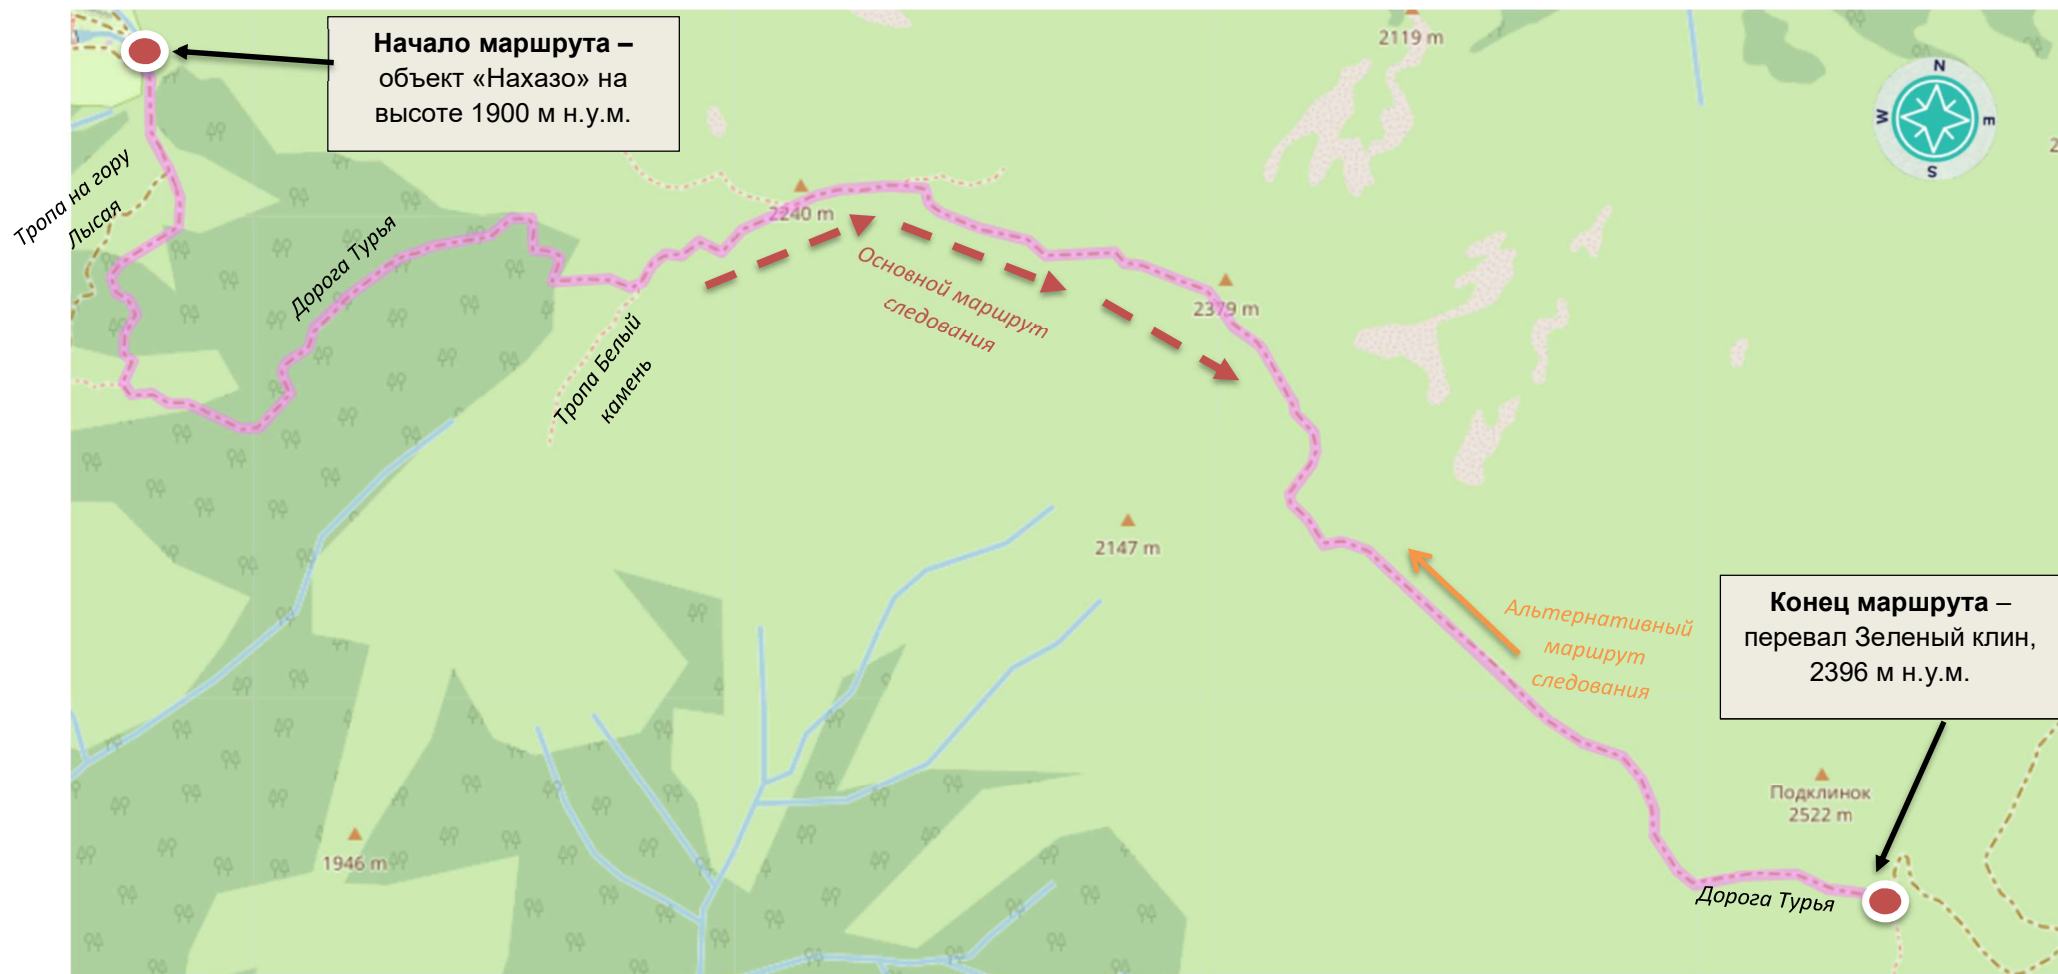 Начало маршрута –
объект «Нахазо» на
высоте 1900 м н.у.м.
2119 m
N
W
E
S
2
Тропа на гору
Лысая
Дорога Турья
2240 m
Основной маршрут
следования
2379 m
Тропа Белый
камень
2147 m
Альтернативный
маршрут
следования
Конец маршрута –
перевал Зеленый клин,
2396 м н.у.м.
Подклинок
2522 m
1946 m
Дорога Турья